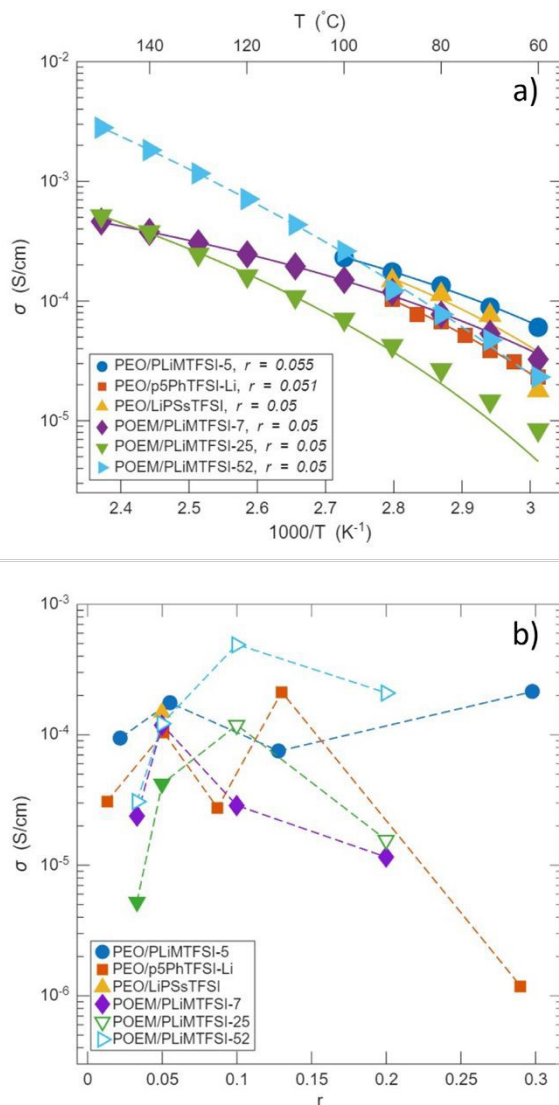 T (°C)
140 120 100 80 60
a)
10⁻²
10⁻³
10⁻⁴
10⁻⁵
σ (S/cm)
PEO/PLiMTFSI-5, r = 0.055
PEO/p5PhTFSI-Li, r = 0.051
PEO/LiPSsTFSI, r = 0.05
POEM/PLiMTFSI-7, r = 0.05
POEM/PLiMTFSI-25, r = 0.05
POEM/PLiMTFSI-52, r = 0.05
2.4 2.5 2.6 2.7 2.8 2.9 3
1000/T (K⁻¹)
b)
10⁻³
10⁻⁴
10⁻⁵
10⁻⁶
σ (S/cm)
PEO/PLiMTFSI-5
PEO/p5PhTFSI-Li
PEO/LiPSsTFSI
POEM/PLiMTFSI-7
POEM/PLiMTFSI-25
POEM/PLiMTFSI-52
0 0.05 0.1 0.15 0.2 0.25 0.3
r